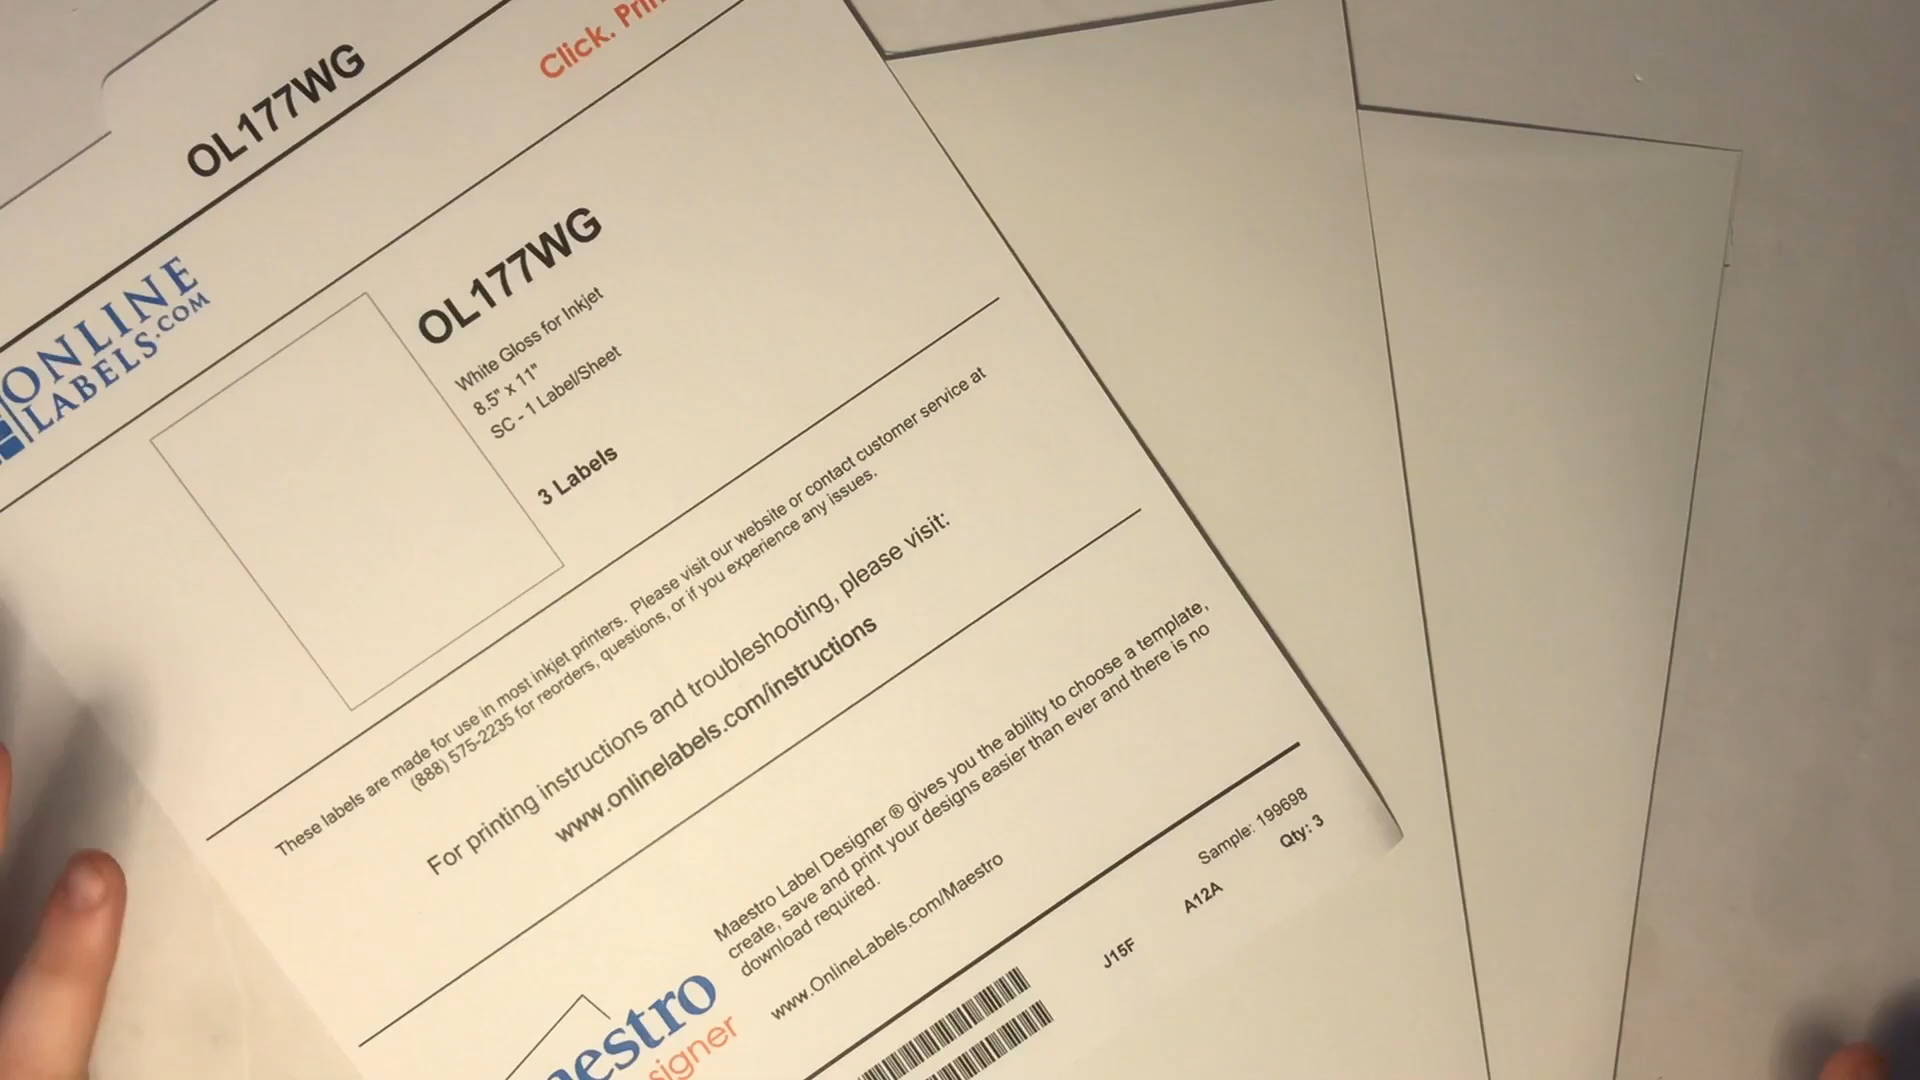 OL177WG
Click.
ONLINE
LABELS.COM
OL177WG
White Gloss for Inkjet
8.5" x 11"
SC - 1 Label/Sheet
3 Labels
These labels are made for use in most inkjet printers. Please visit our website or contact customer service at
(888) 575-2235 for reorders, questions, or if you experience any issues.
For printing instructions and troubleshooting, please visit:
www.onlinelabels.com/instructions
Maestro Label Designer ® gives you the ability to choose a template,
create, save and print your designs easier than ever and there is no
download required.
www.OnlineLabels.com/Maestro
Sample: 199698
Qty: 3
A12A
J15F